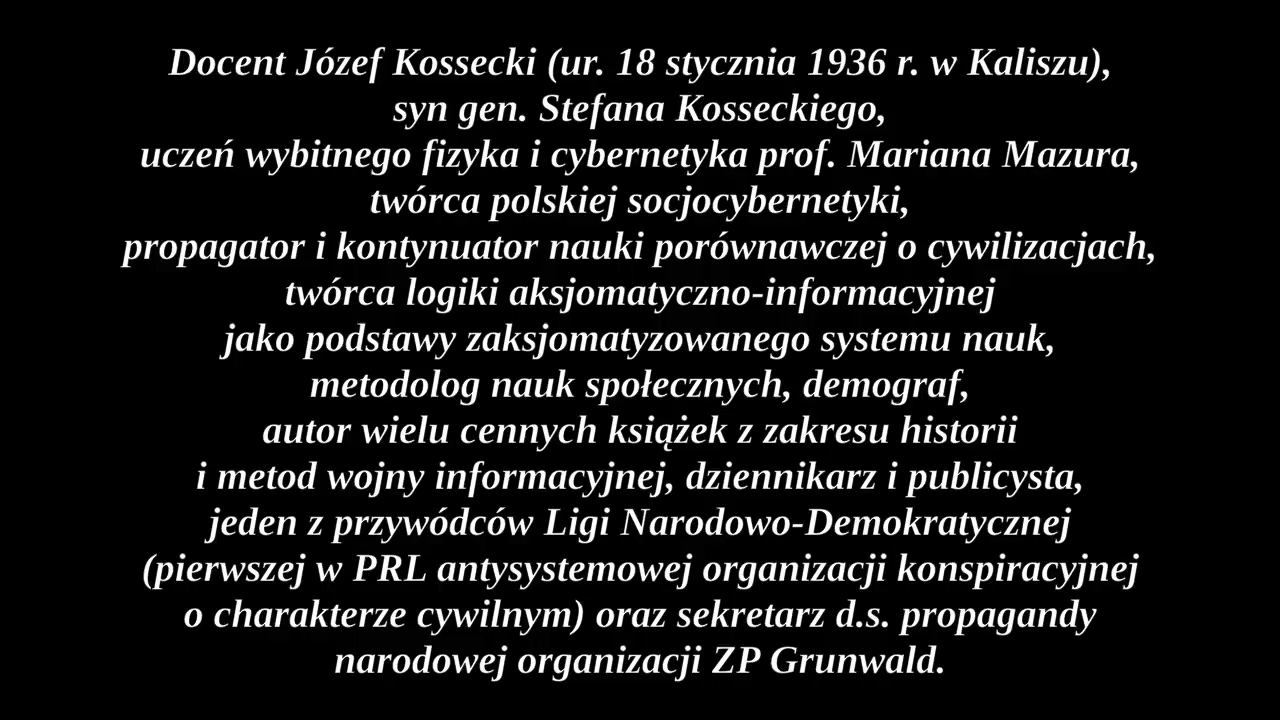 Docent Józef Kossecki (ur. 18 stycznia 1936 r. w Kaliszu),
syn gen. Stefana Kosseckiego,
uczeń wybitnego fizyka i cybernetyka prof. Mariana Mazura,
twórca polskiej socjocybernetyki,
propagator i kontynuator nauki porównawczej o cywilizacjach,
twórca logiki aksjomatyczno-informacyjnej
jako podstawy zaksjomatyzowanego systemu nauk,
metodolog nauk społecznych, demograf,
autor wielu cennych książek z zakresu historii
i metod wojny informacyjnej, dziennikarz i publicysta,
jeden z przywódców Ligi Narodowo-Demokratycznej
(pierwszej w PRL antysystemowej organizacji konspiracyjnej
o charakterze cywilnym) oraz sekretarz d.s. propagandy
narodowej organizacji ZP Grunwald.